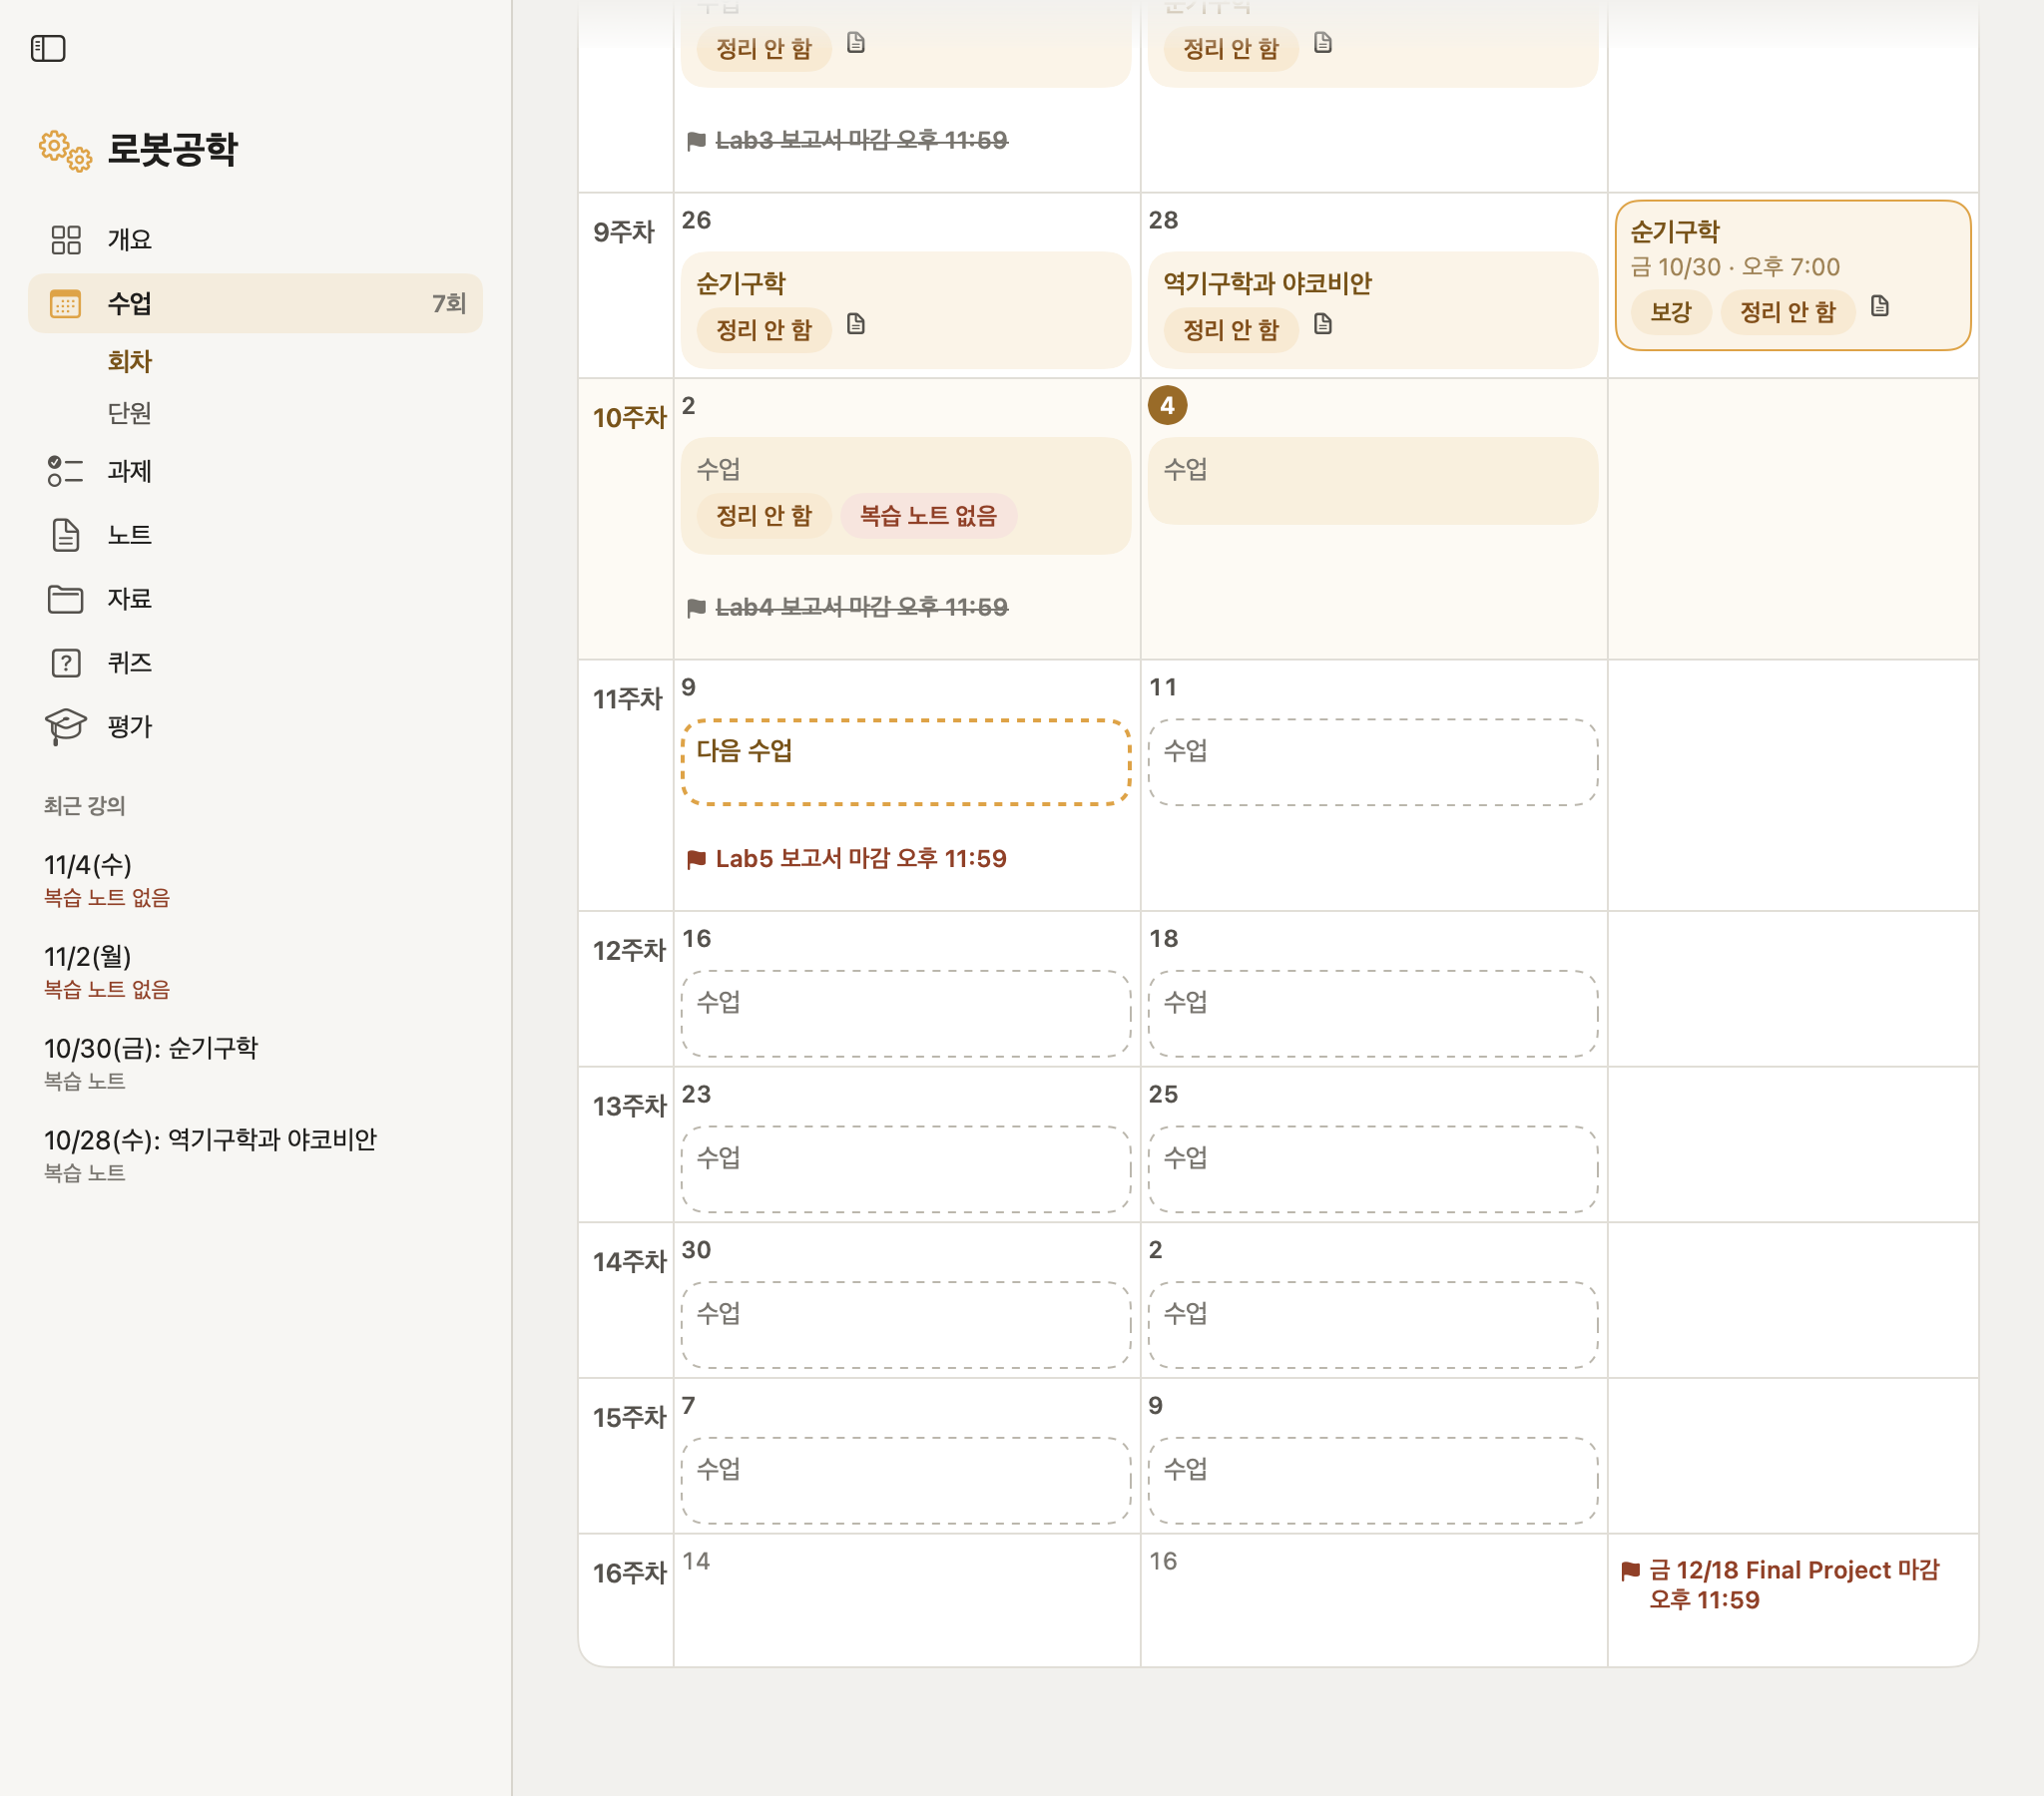 로봇공학
개요
수업 7회
회차
단원
과제
노트
자료
퀴즈
평가
최근 강의
11/4(수)
복습 노트 없음
11/2(월)
복습 노트 없음
10/30(금): 순기구학
복습 노트
10/28(수): 역기구학과 야코비안
복습 노트
수업
정리 안 함
Lab3 보고서 마감 오후 11:59
순기구학
정리 안 함
9주차
26
순기구학
정리 안 함
28
역기구학과 야코비안
정리 안 함
순기구학
금 10/30 · 오후 7:00
보강 정리 안 함
10주차
2
수업
정리 안 함 복습 노트 없음
Lab4 보고서 마감 오후 11:59
4
수업
11주차
9
다음 수업
Lab5 보고서 마감 오후 11:59
11
수업
12주차
16
수업
18
수업
13주차
23
수업
25
수업
14주차
30
수업
2
수업
15주차
7
수업
9
수업
16주차
14
16
금 12/18 Final Project 마감
오후 11:59